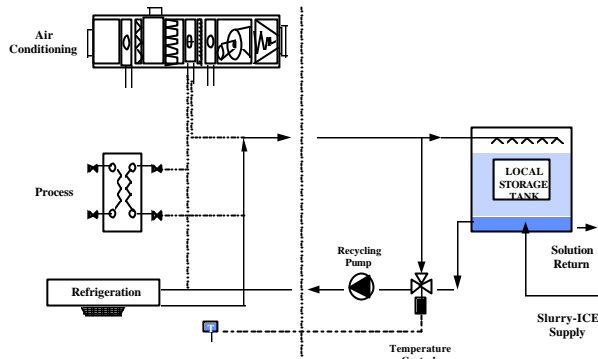 Air
Conditioning
Process
Refrigeration
T
Recycling
Pump
Temperature
LOCAL
STORAGE
TANK
Solution
Return
Slurry-ICE
Supply